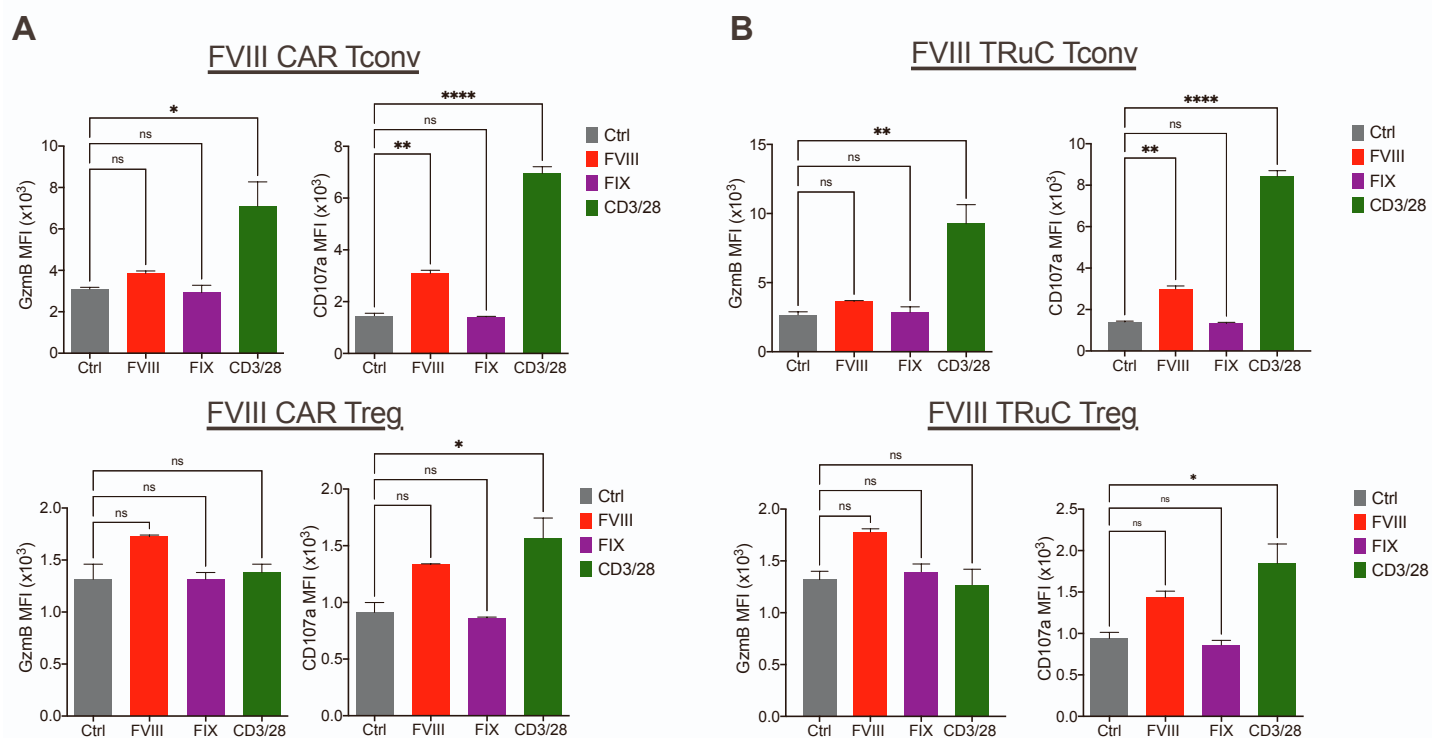 A
FVIII CAR Tconv
GzmB MFI (x10³)
10
8
6
4
2
0
ns
ns
*
Ctrl
FVIII
FIX
CD3/28
CD107a MFI (x10³)
8
6
4
2
0
**
ns
****
Ctrl
FVIII
FIX
CD3/28
Ctrl
FVIII
FIX
CD3/28
FVIII CAR Treg
GzmB MFI (x10³)
2.0
1.5
1.0
0.5
0.0
ns
ns
ns
Ctrl
FVIII
FIX
CD3/28
CD107a MFI (x10³)
2.0
1.5
1.0
0.5
0.0
ns
ns
*
Ctrl
FVIII
FIX
CD3/28
Ctrl
FVIII
FIX
CD3/28
B
FVIII TRuC Tconv
GzmB MFI (x10³)
15
10
5
0
ns
ns
**
Ctrl
FVIII
FIX
CD3/28
CD107a MFI (x10³)
10
8
6
4
2
0
**
ns
****
Ctrl
FVIII
FIX
CD3/28
Ctrl
FVIII
FIX
CD3/28
FVIII TRuC Treg
GzmB MFI (x10³)
2.0
1.5
1.0
0.5
0.0
ns
ns
ns
Ctrl
FVIII
FIX
CD3/28
CD107a MFI (x10³)
2.5
2.0
1.5
1.0
0.5
0.0
ns
ns
*
Ctrl
FVIII
FIX
CD3/28
Ctrl
FVIII
FIX
CD3/28